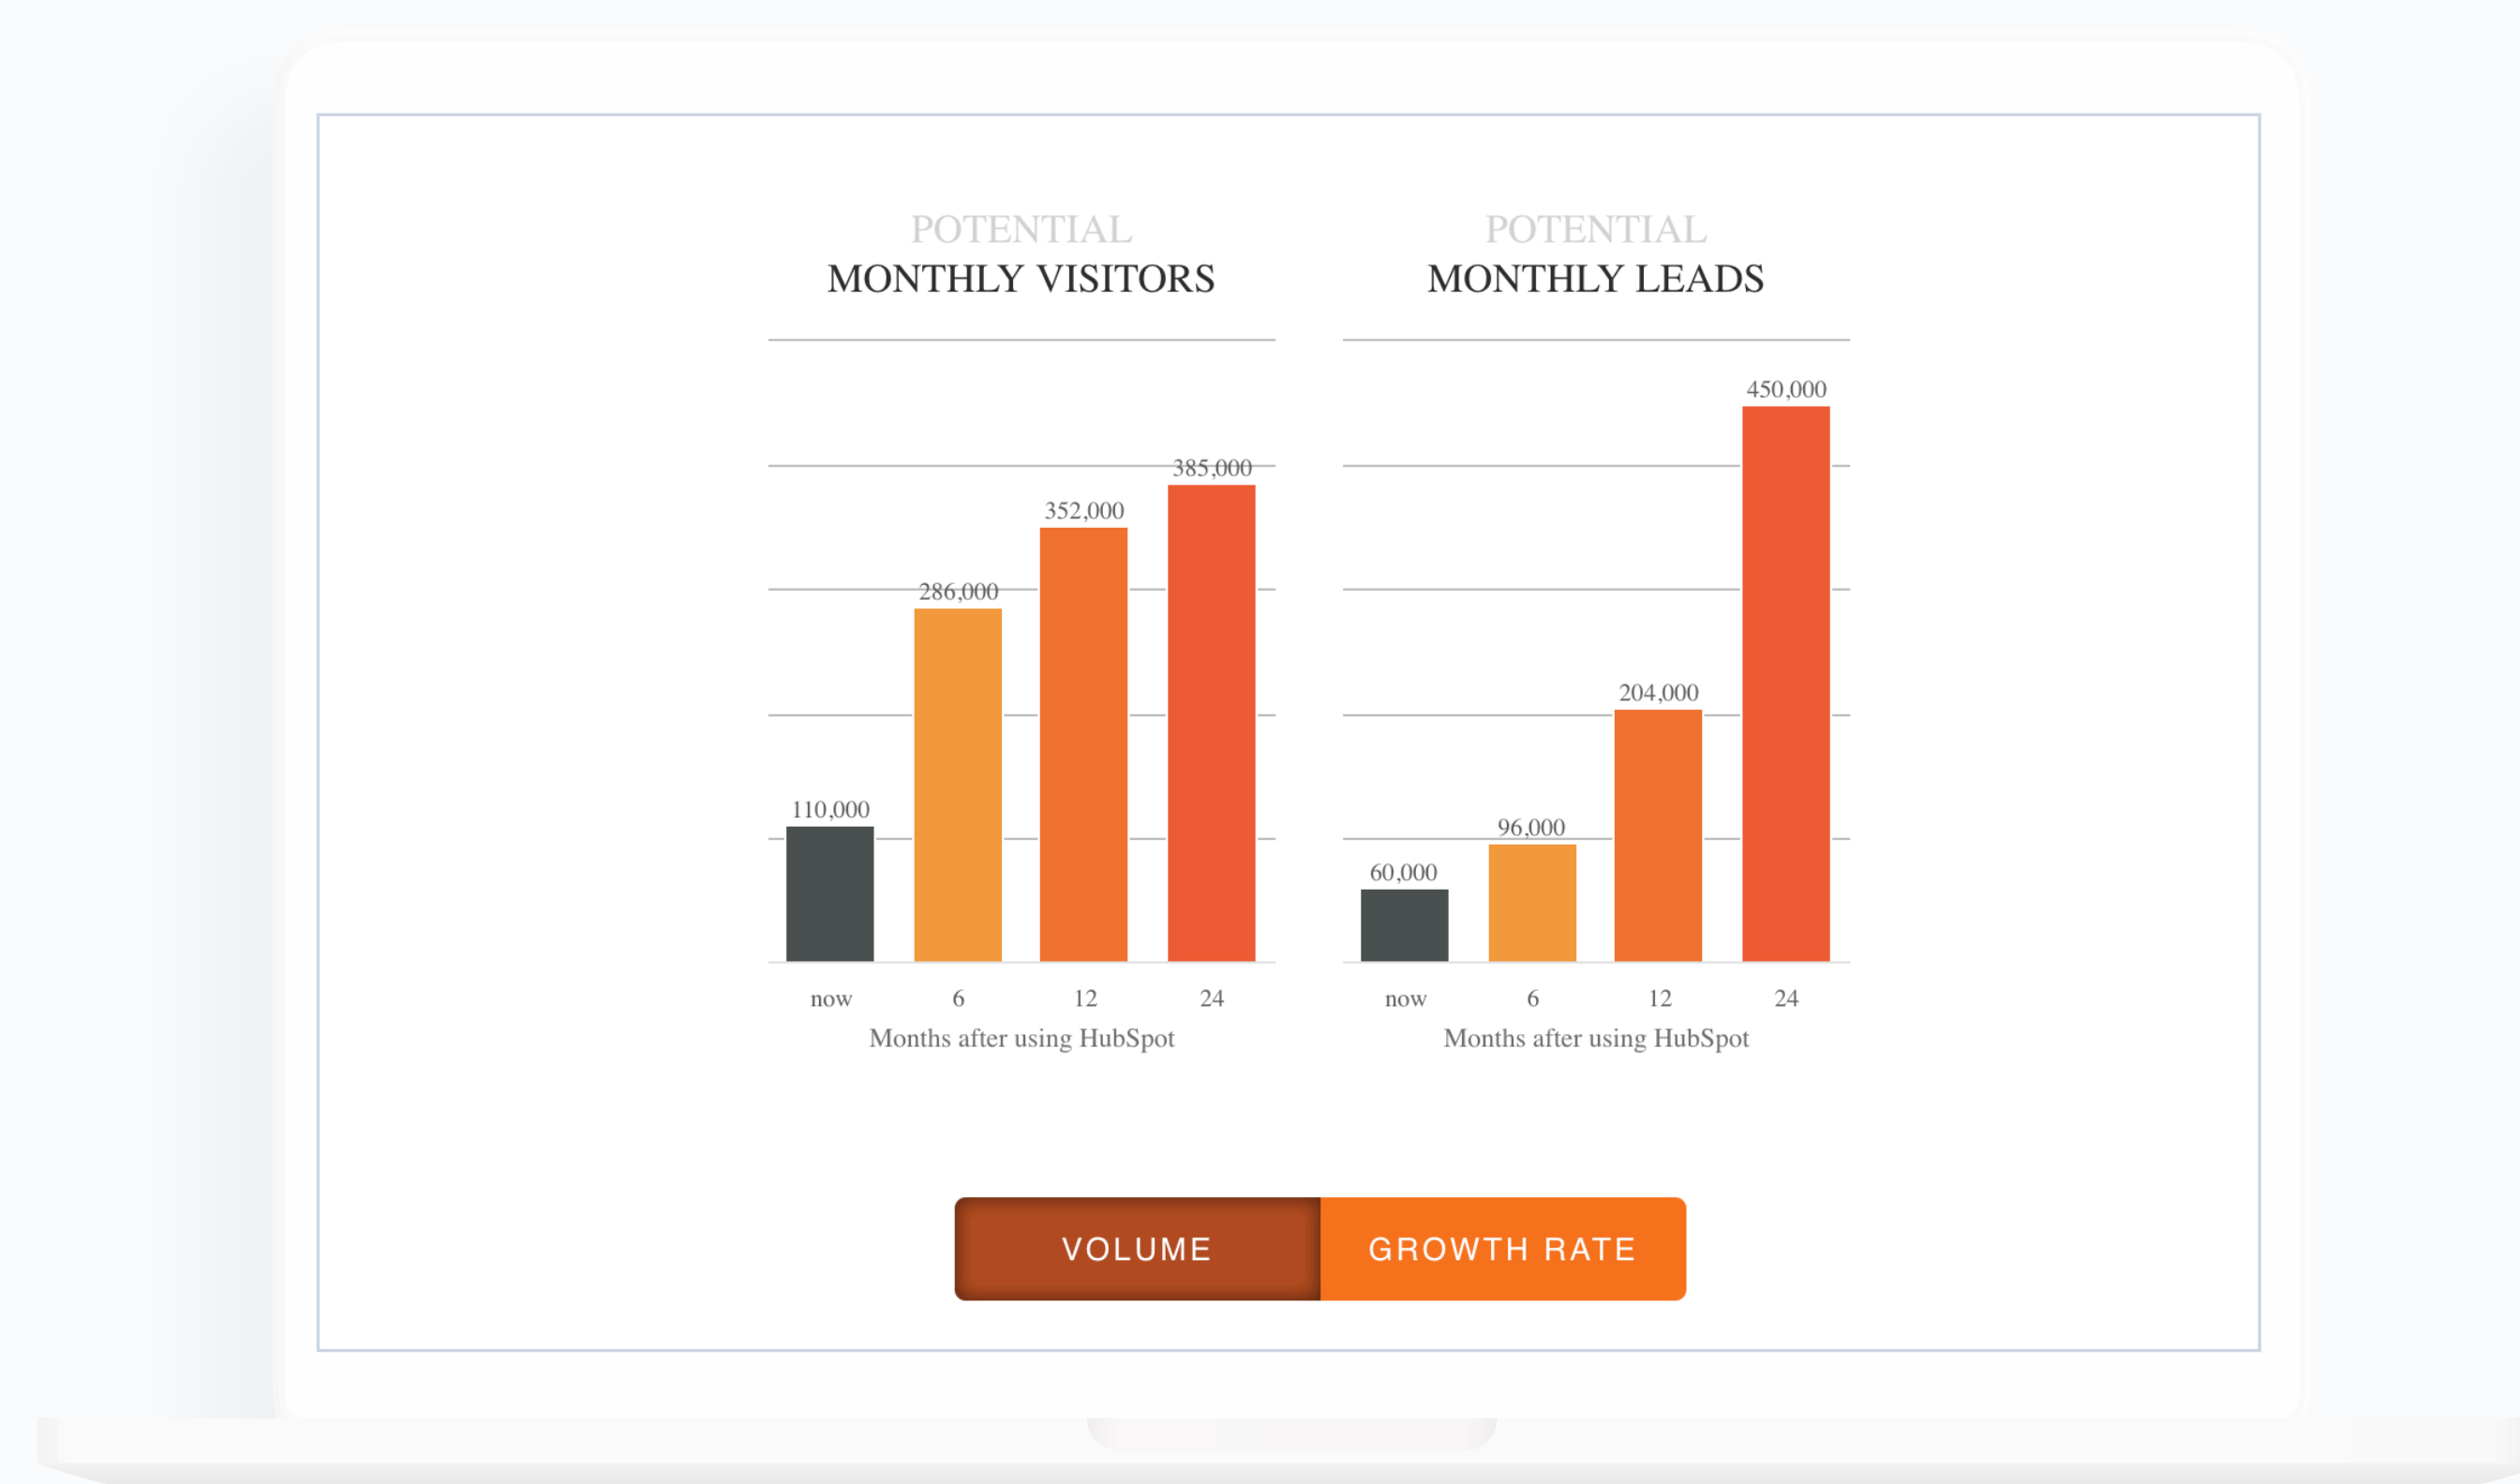 POTENTIAL
MONTHLY VISITORS
385,000
352,000
286,000
110,000
now 6 12 24
Months after using HubSpot
POTENTIAL
MONTHLY LEADS
450,000
204,000
96,000
60,000
now 6 12 24
Months after using HubSpot
VOLUME
GROWTH RATE